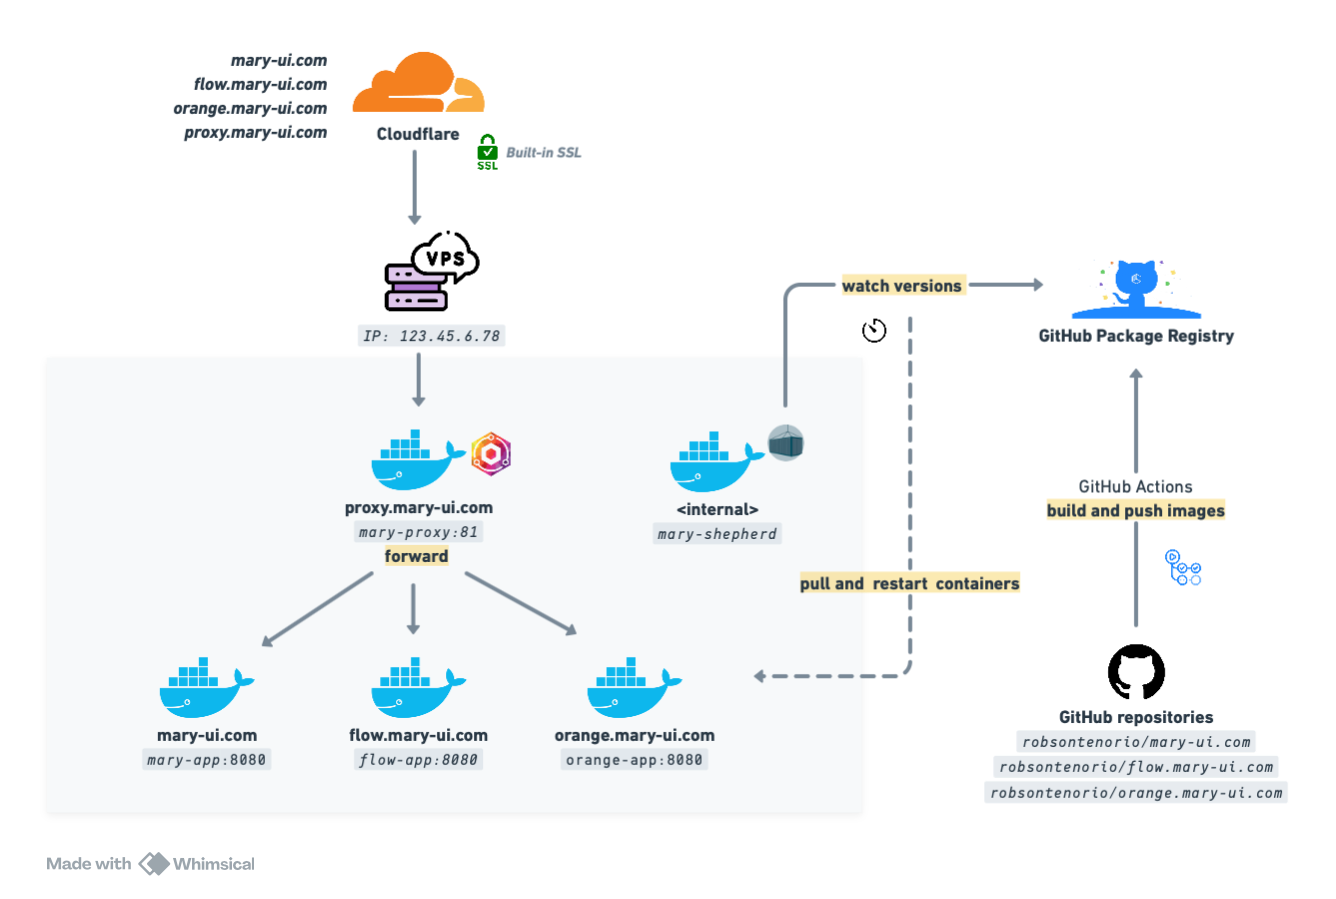 mary-ui.com
flow.mary-ui.com
orange.mary-ui.com
proxy.mary-ui.com
Cloudflare
SSL
Built-in SSL
VPS
IP: 123.45.6.78
watch versions
GitHub Package Registry
proxy.mary-ui.com
mary-proxy:81
forward
<internal>
mary-shepherd
GitHub Actions
build and push images
pull and restart containers
mary-ui.com
mary-app:8080
flow.mary-ui.com
flow-app:8080
orange.mary-ui.com
orange-app:8080
GitHub repositories
robsontenorio/mary-ui.com
robsontenorio/flow.mary-ui.com
robsontenorio/orange.mary-ui.com
Made with Whimsical